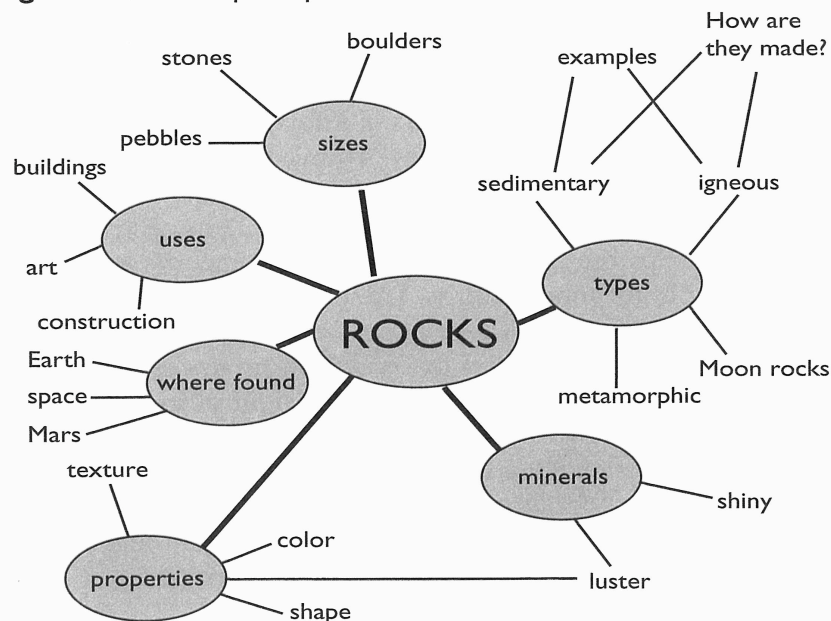 How are
they made?
boulders
examples
stones
pebbles
sizes
buildings
sedimentary
igneous
uses
art
types
construction
ROCKS
Earth
where found
space
Mars
Moon rocks
metamorphic
texture
minerals
shiny
color
properties
luster
shape